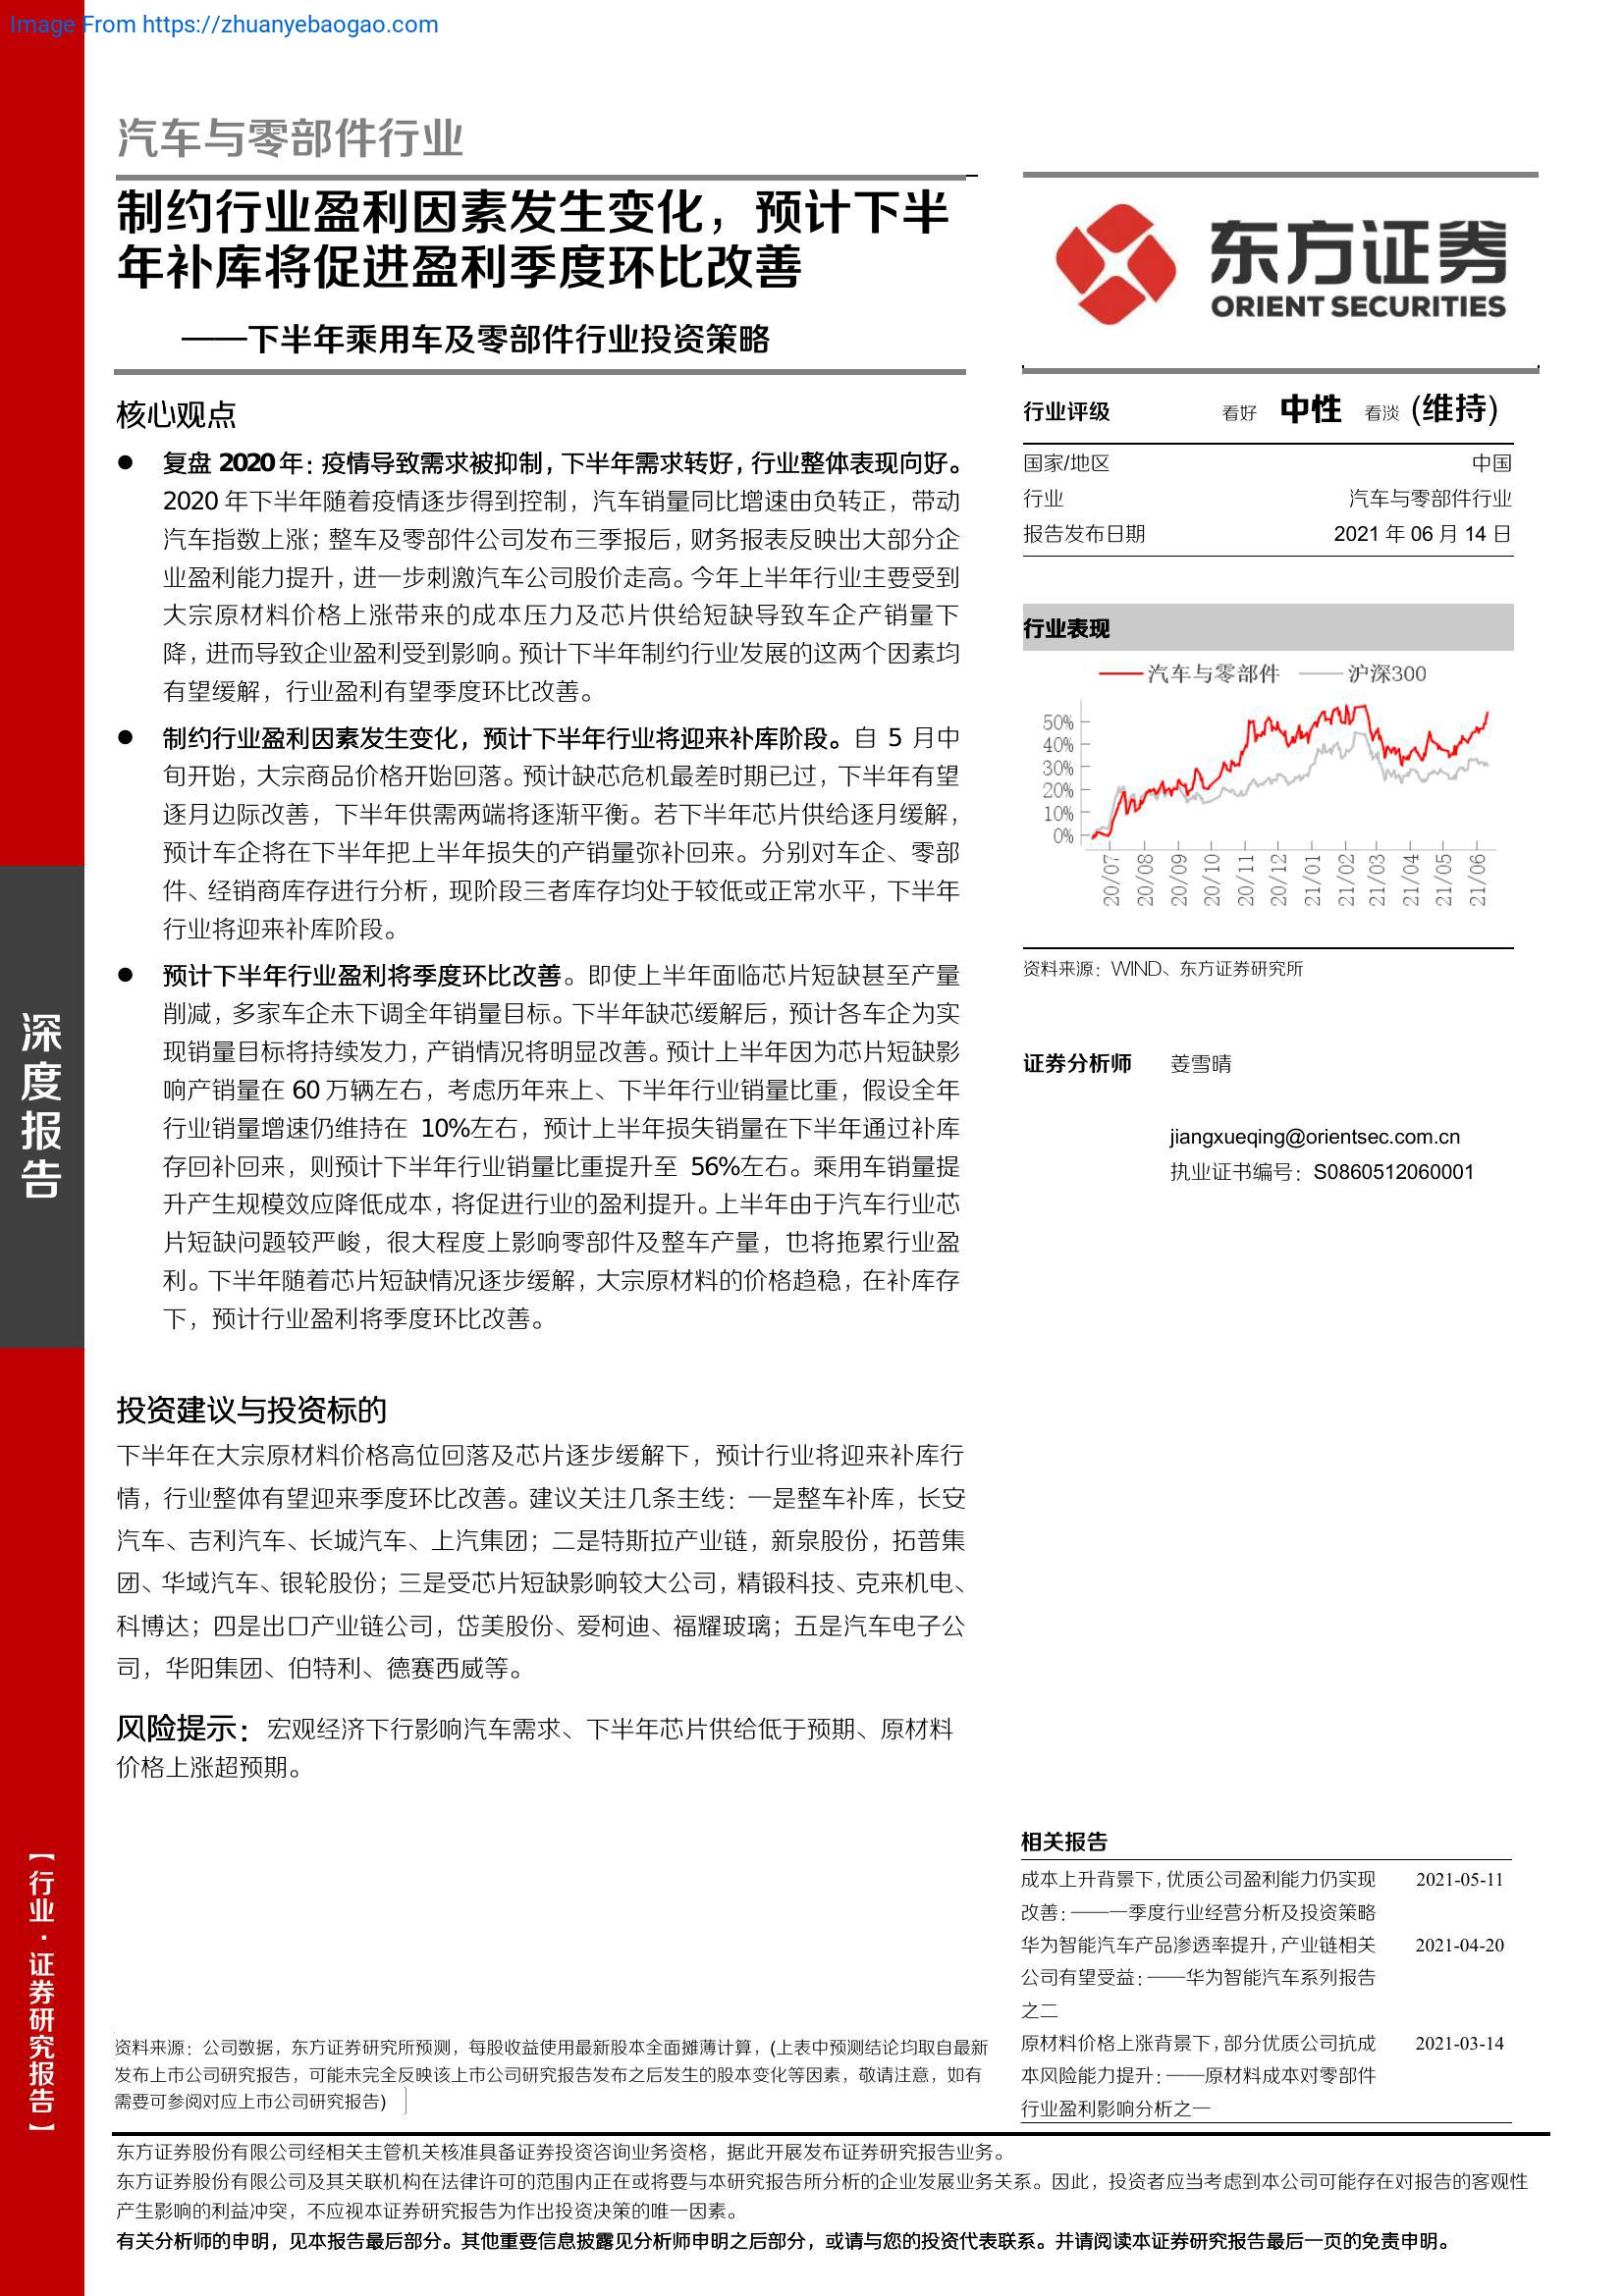 Image From https://zhuanyebaogao.com
汽车与零部件行业
制约行业盈利因素发生变化，预计下半
年补库将促进盈利季度环比改善
——下半年乘用车及零部件行业投资策略
东方证券
ORIENT SECURITIES
核心观点
● 复盘 2020 年：疫情导致需求被抑制，下半年需求转好，行业整体表现向好。
2020 年下半年随着疫情逐步得到控制，汽车销量同比增速由负转正，带动
汽车指数上涨；整车及零部件公司发布三季报后，财务报表反映出大部分企
业盈利能力提升，进一步刺激汽车公司股价走高。今年上半年行业主要受到
大宗原材料价格上涨带来的成本压力及芯片供给短缺导致车企产销量下
降，进而导致企业盈利受到影响。预计下半年制约行业发展的这两个因素均
有望缓解，行业盈利有望季度环比改善。
● 制约行业盈利因素发生变化，预计下半年行业将迎来补库阶段。自 5 月中
旬开始，大宗商品价格开始回落。预计缺芯危机最差时期已过，下半年有望
逐月边际改善，下半年供需两端将逐渐平衡。若下半年芯片供给逐月缓解，
预计车企将在下半年把上半年损失的产销量弥补回来。分别对车企、零部
件、经销商库存进行分析，现阶段三者库存均处于较低或正常水平，下半年
行业将迎来补库阶段。
● 预计下半年行业盈利将季度环比改善。即使上半年面临芯片短缺甚至产量
削减，多家车企未下调全年销量目标。下半年缺芯缓解后，预计各车企为实
现销量目标将持续发力，产销情况将明显改善。预计上半年因为芯片短缺影
响产销量在 60 万辆左右，考虑历年来上、下半年行业销量比重，假设全年
行业销量增速仍维持在 10%左右，预计上半年损失销量在下半年通过补库
存回补回来，则预计下半年行业销量比重提升至 56%左右。乘用车销量提
升产生规模效应降低成本，将促进行业的盈利提升。上半年由于汽车行业芯
片短缺问题较严峻，很大程度上影响零部件及整车产量，也将拖累行业盈
利。下半年随着芯片短缺情况逐步缓解，大宗原材料的价格趋稳，在补库存
下，预计行业盈利将季度环比改善。
投资建议与投资标的
下半年在大宗原材料价格高位回落及芯片逐步缓解下，预计行业将迎来补库行
情，行业整体有望迎来季度环比改善。建议关注几条主线：一是整车补库，长安
汽车、吉利汽车、长城汽车、上汽集团；二是特斯拉产业链，新泉股份，拓普集
团、华域汽车、银轮股份；三是受芯片短缺影响较大公司，精锻科技、克来机电、
科博达；四是出口产业链公司，岱美股份、爱柯迪、福耀玻璃；五是汽车电子公
司，华阳集团、伯特利、德赛西威等。
风险提示：宏观经济下行影响汽车需求、下半年芯片供给低于预期、原材料
价格上涨超预期。
行业评级 看好 中性 看淡 (维持)
国家/地区 中国
行业 汽车与零部件行业
报告发布日期 2021 年 06 月 14 日
行业表现
汽车与零部件 沪深300
50%
40%
30%
20%
10%
0%
20/07 20/08 20/09 20/10 20/11 20/12 21/01 21/02 21/03 21/04 21/05 21/06
资料来源：WIND、东方证券研究所
证券分析师 姜雪晴
jiangxueqing@orientsec.com.cn
执业证书编号：S0860512060001
相关报告
成本上升背景下，优质公司盈利能力仍实现 2021-05-11
改善：——一季度行业经营分析及投资策略
华为智能汽车产品渗透率提升，产业链相关 2021-04-20
公司有望受益：——华为智能汽车系列报告
之二
原材料价格上涨背景下，部分优质公司抗成 2021-03-14
本风险能力提升：——原材料成本对零部件
行业盈利影响分析之一
深度报告
【行业·证券研究报告】
资料来源：公司数据，东方证券研究所预测，每股收益使用最新股本全面摊薄计算，(上表中预测结论均取自最新
发布上市公司研究报告，可能未完全反映该上市公司研究报告发布之后发生的股本变化等因素，敬请注意，如有
需要可参阅对应上市公司研究报告)
东方证券股份有限公司经相关主管机关核准具备证券投资咨询业务资格，据此开展发布证券研究报告业务。
东方证券股份有限公司及其关联机构在法律许可的范围内正在或将要与本研究报告所分析的企业发展业务关系。因此，投资者应当考虑到本公司可能存在对报告的客观性
产生影响的利益冲突，不应视本证券研究报告为作出投资决策的唯一因素。
有关分析师的申明，见本报告最后部分。其他重要信息披露见分析师申明之后部分，或请与您的投资代表联系。并请阅读本证券研究报告最后一页的免责申明。